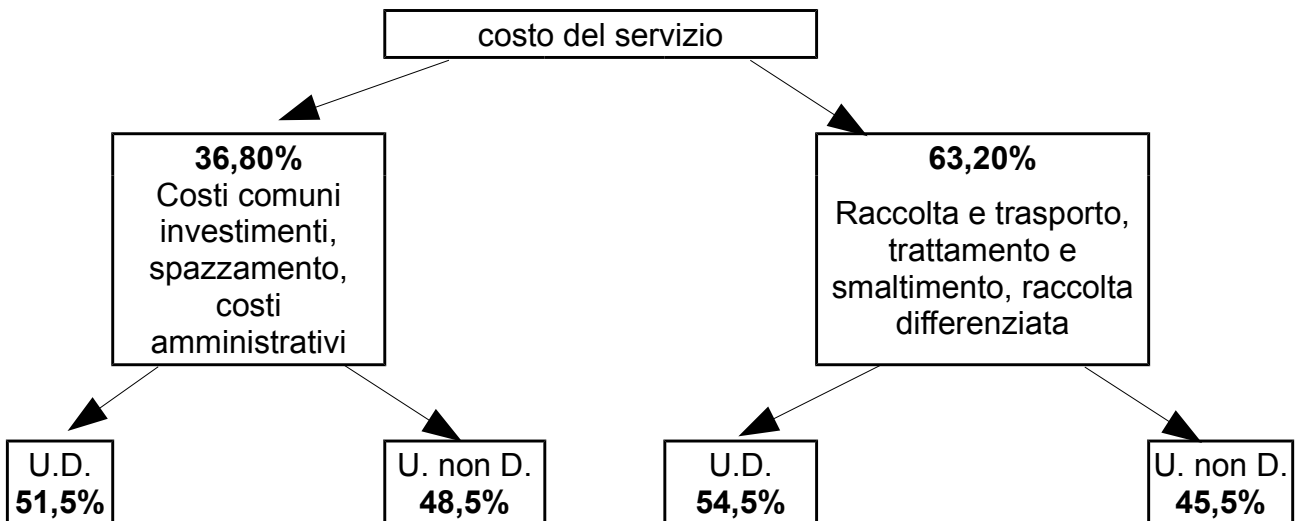 costo del servizio
36,80%
Costi comuni
investimenti,
spazzamento,
costi
amministrativi
63,20%
Raccolta e trasporto,
trattamento e
smaltimento, raccolta
differenziata
U.D.
51,5%
U. non D.
48,5%
U.D.
54,5%
U. non D.
45,5%